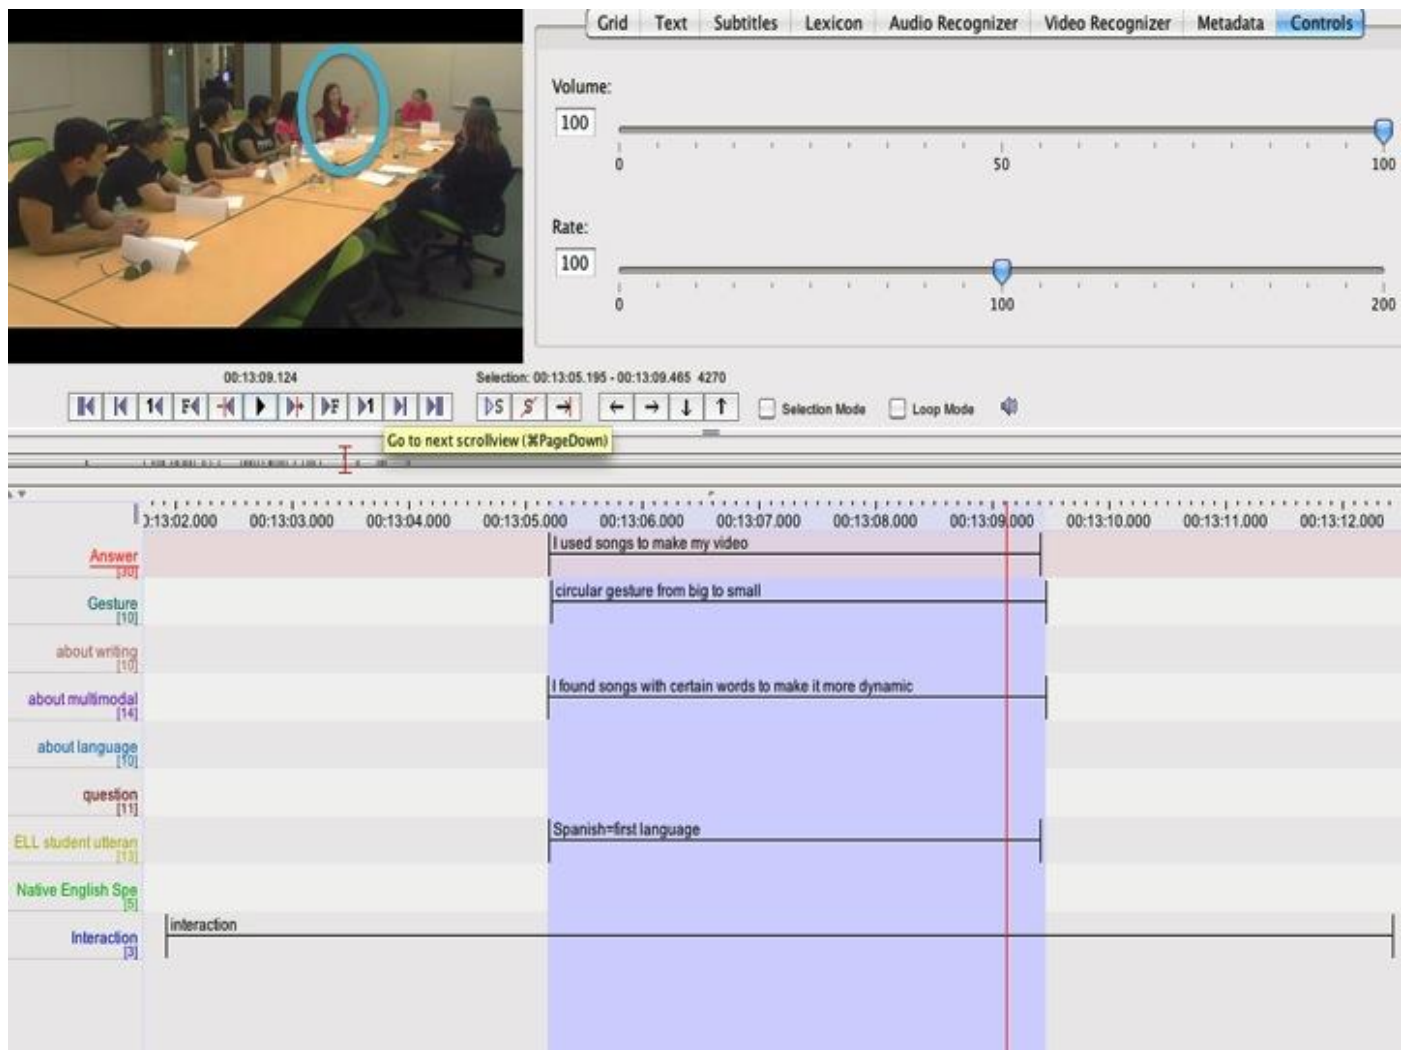 Grid Text Subtitles Lexicon Audio Recognizer Video Recognizer Metadata Controls
Volume:
100
0 50 100
Rate:
100
0 100 200
00:13:09.124 Selection: 00:13:05.195 - 00:13:09.465 4270
1 F F 1 S S Selection Mode Loop Mode
Go to next scrollview (⌘PageDown)
0:13:02.000 00:13:03.000 00:13:04.000 00:13:05.000 00:13:06.000 00:13:07.000 00:13:08.000 00:13:09.000 00:13:10.000 00:13:11.000 00:13:12.000
I used songs to make my video
Answer
[30]
circular gesture from big to small
Gesture
[10]
about writing
[10]
I found songs with certain words to make it more dynamic
about multimodal
[14]
about language
[10]
question
[11]
Spanish=first language
ELL student utteran
[13]
Native English Spe
[5]
interaction
Interaction
[3]